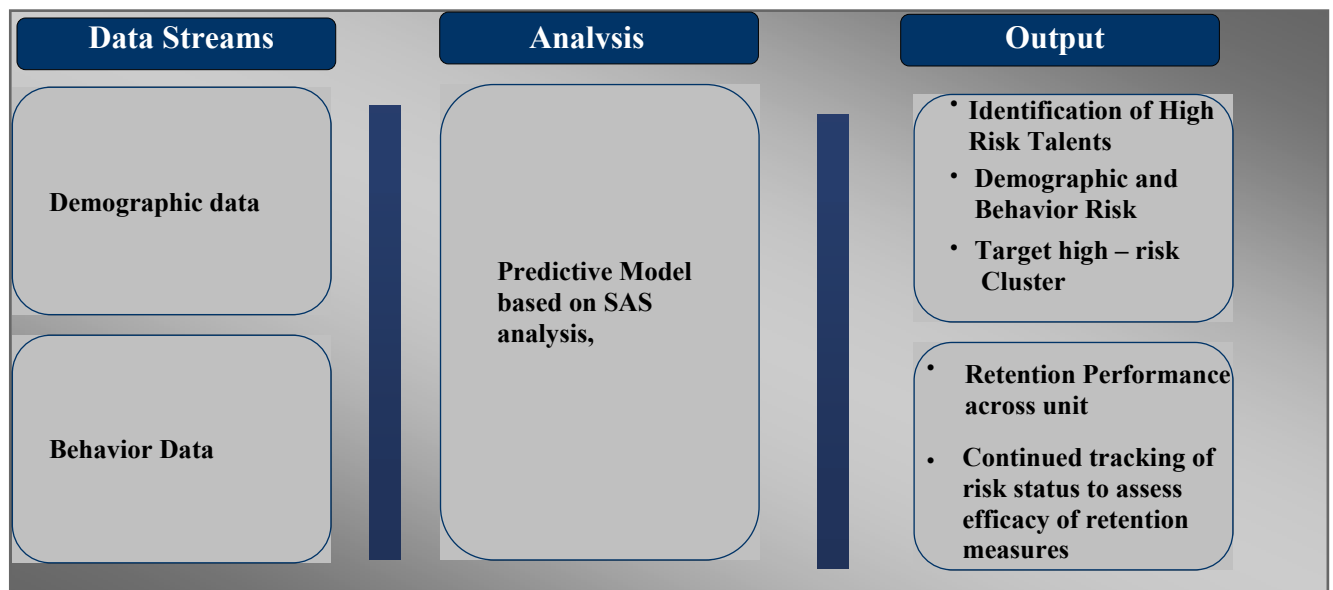 Data Streams
Analysis
Output
Demographic data
Behavior Data
Predictive Model
based on SAS
analysis,
• Identification of High
Risk Talents
• Demographic and
Behavior Risk
• Target high – risk
Cluster
• Retention Performance
across unit
• Continued tracking of
risk status to assess
efficacy of retention
measures